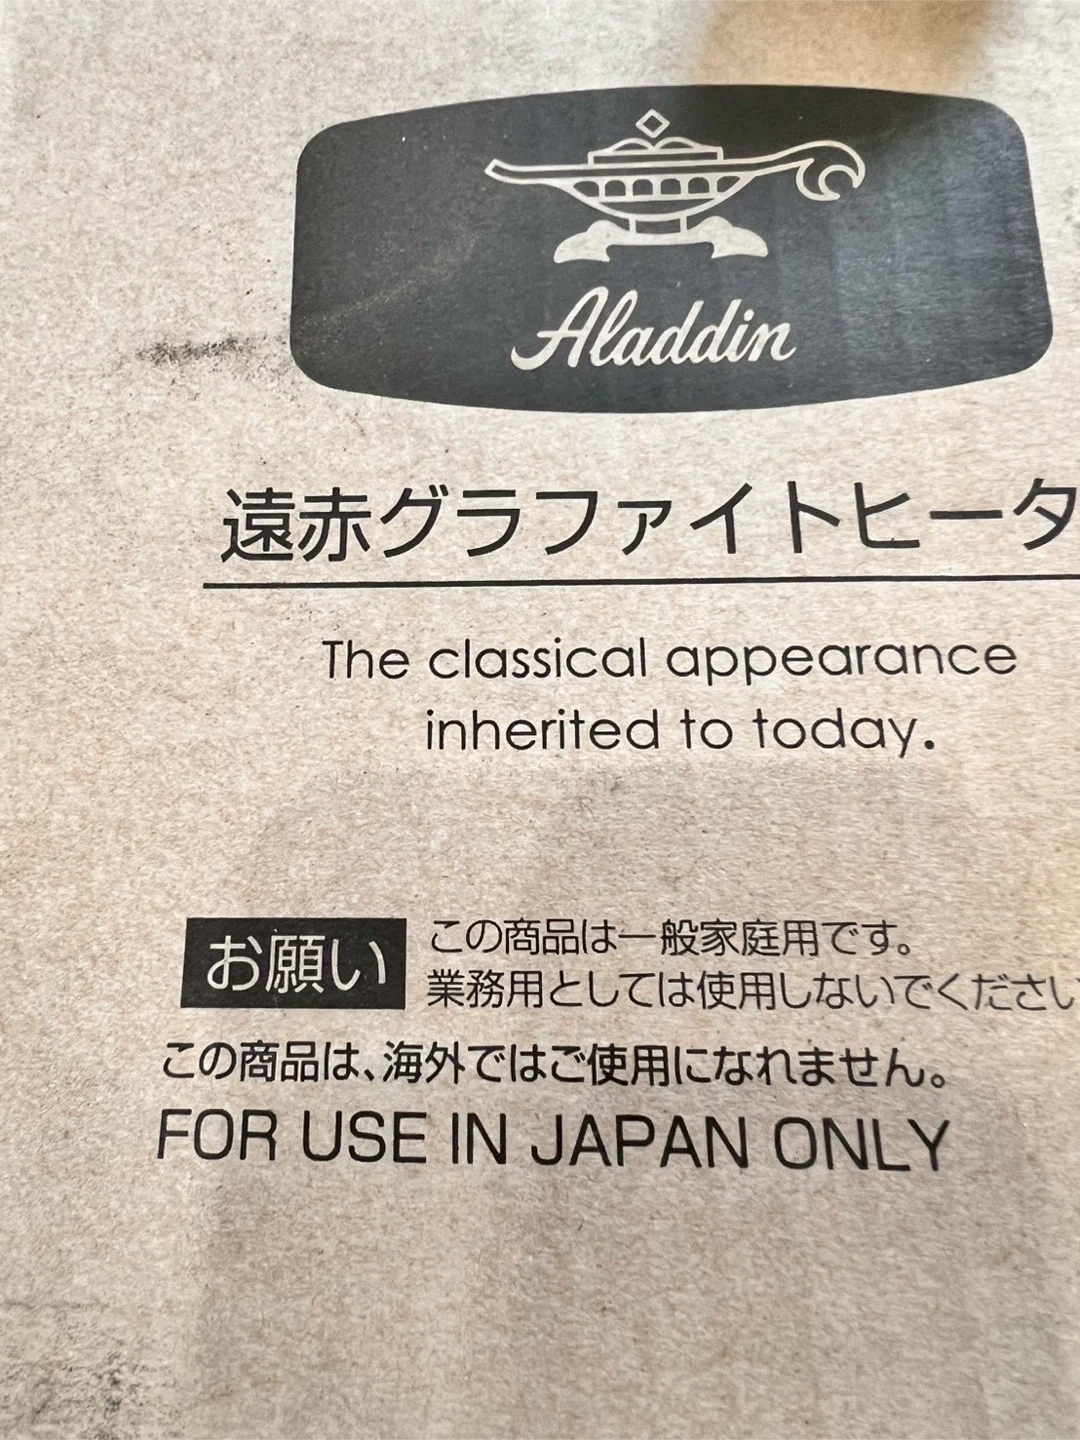 Aladdin
遠赤グラファイトヒータ
The classical appearance
inherited to today.
お願い
この商品は一般家庭用です。
業務用としては使用しないでください
この商品は、海外ではご使用になれません。
FOR USE IN JAPAN ONLY